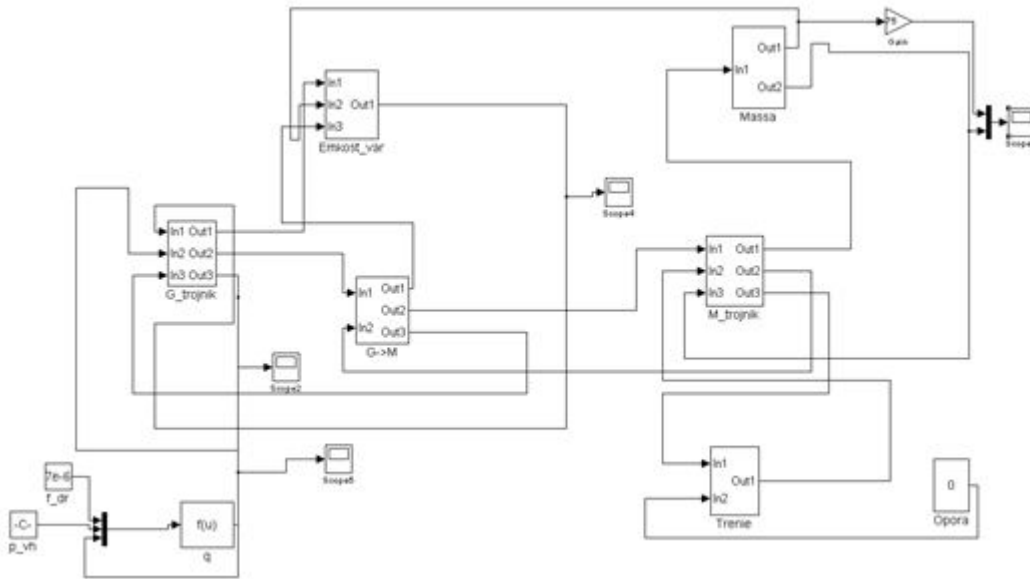 Out1
In1
Out2
Massa
75
Gain
Scope
In1
In2
In3
Out1
Emkost_var
Scope4
In1
In2
In3
Out1
Out2
Out3
G_trojnik
In1
In2
Out1
Out2
Out3
G->M
In1
In2
In3
Out1
Out2
Out3
M_trojnik
Scope2
Scope5
In1
In2
Out1
Trenie
0
Opora
7e-6
f_dr
-C-
p_vh
f(u)
q